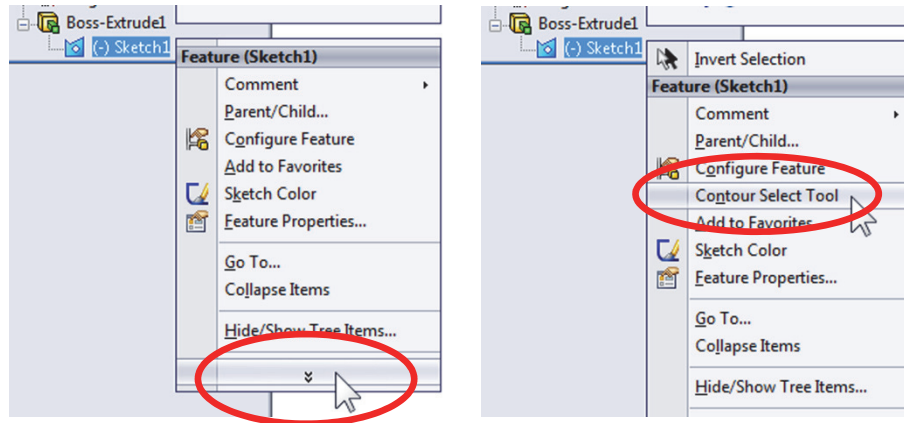 Boss-Extrude1
(-) Sketch1
Feature (Sketch1)
Comment
Parent/Child...
Configure Feature
Add to Favorites
Sketch Color
Feature Properties...
Go To...
Collapse Items
Hide/Show Tree Items...
Boss-Extrude1
(-) Sketch1
Invert Selection
Feature (Sketch1)
Comment
Parent/Child...
Configure Feature
Contour Select Tool
Add to Favorites
Sketch Color
Feature Properties...
Go To...
Collapse Items
Hide/Show Tree Items...